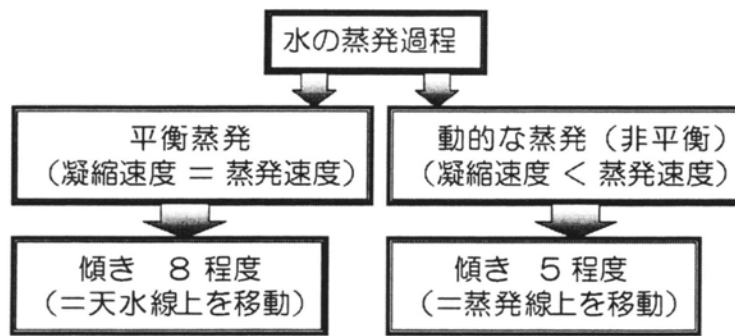 水の蒸発過程
平衡蒸発
(凝縮速度 = 蒸発速度)
動的な蒸発 (非平衡)
(凝縮速度 < 蒸発速度)
傾き 8 程度
(=天水線上を移動)
傾き 5 程度
(=蒸発線上を移動)